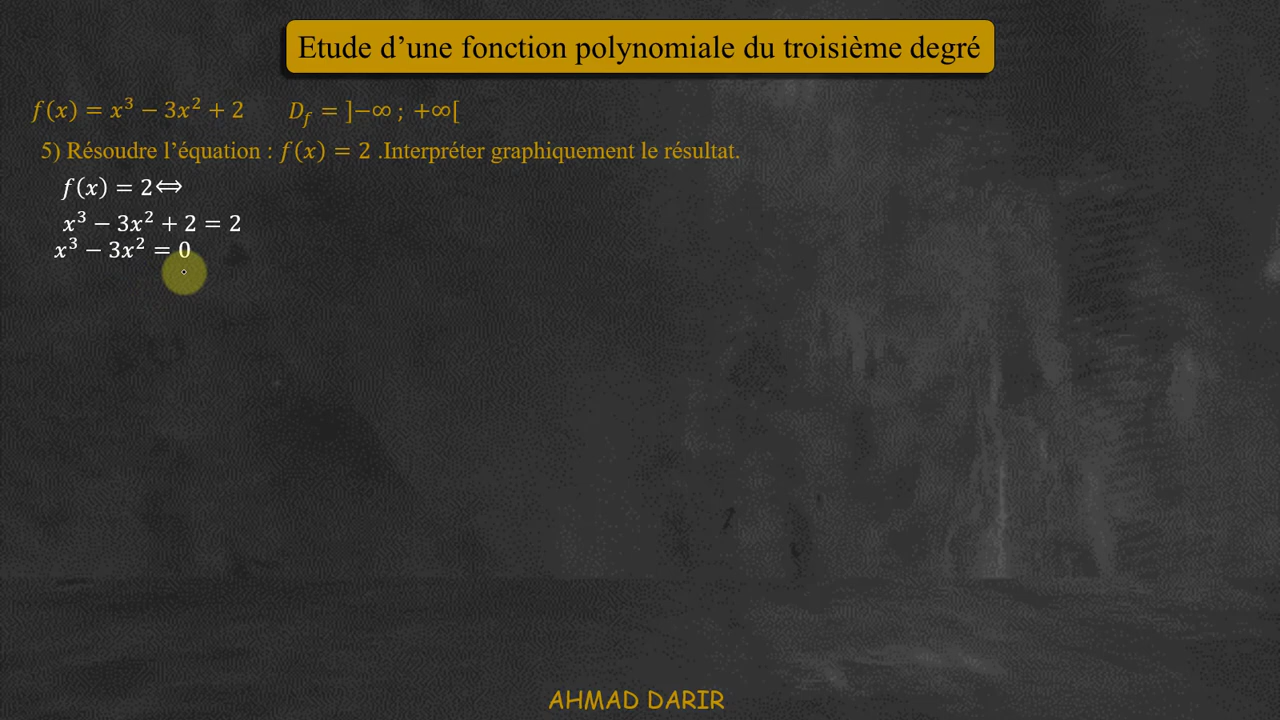 Etude d’une fonction polynomiale du troisième degré
f(x) = x³ − 3x² + 2 D_f = ]−∞ ; +∞[
5) Résoudre l’équation : f(x) = 2 .Interpréter graphiquement le résultat.
f(x) = 2⟺
x³ − 3x² + 2 = 2
x³ − 3x² = 0
AHMAD DARIR